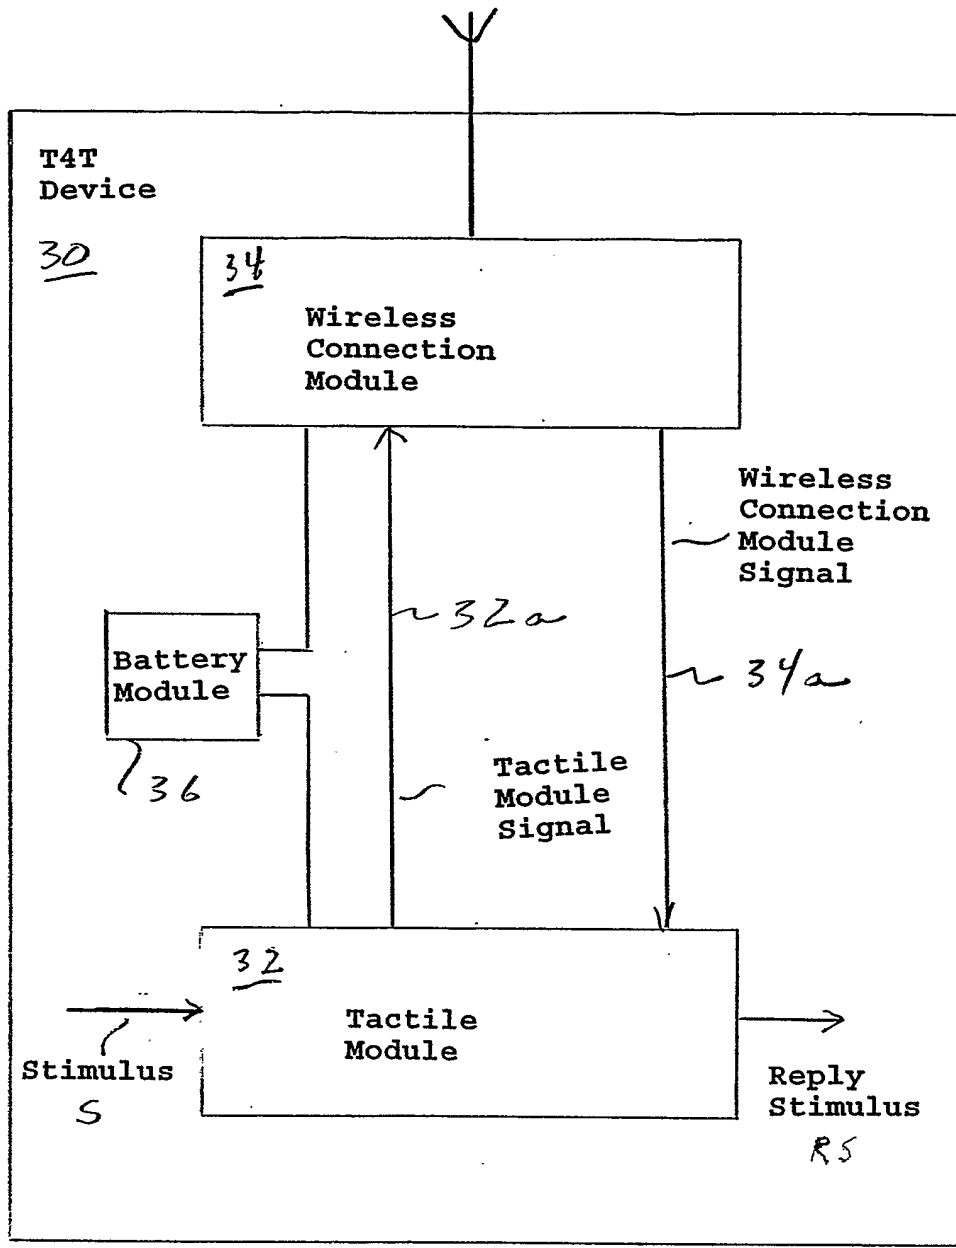 T4T
Device
30
34
Wireless
Connection
Module
Wireless
Connection
Module
Signal
32a
34a
Battery
Module
36
Tactile
Module
Signal
32
Tactile
Module
Stimulus
S
Reply
Stimulus
RS